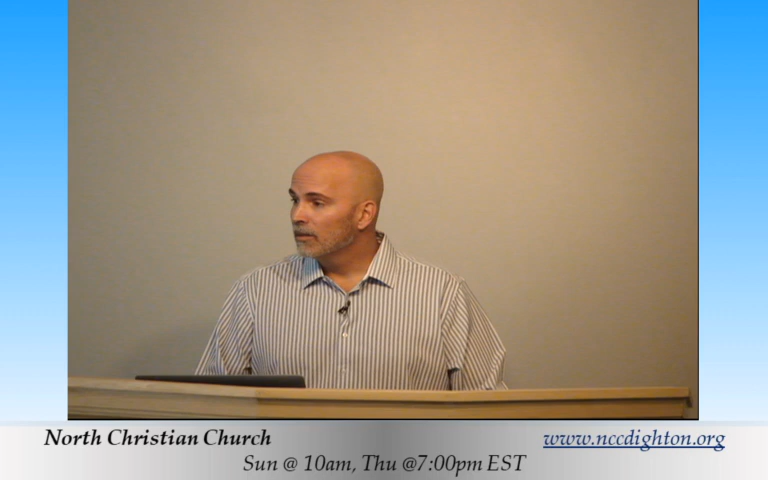 North Christian Church
www.nccdighton.org
Sun @ 10am, Thu @7:00pm EST